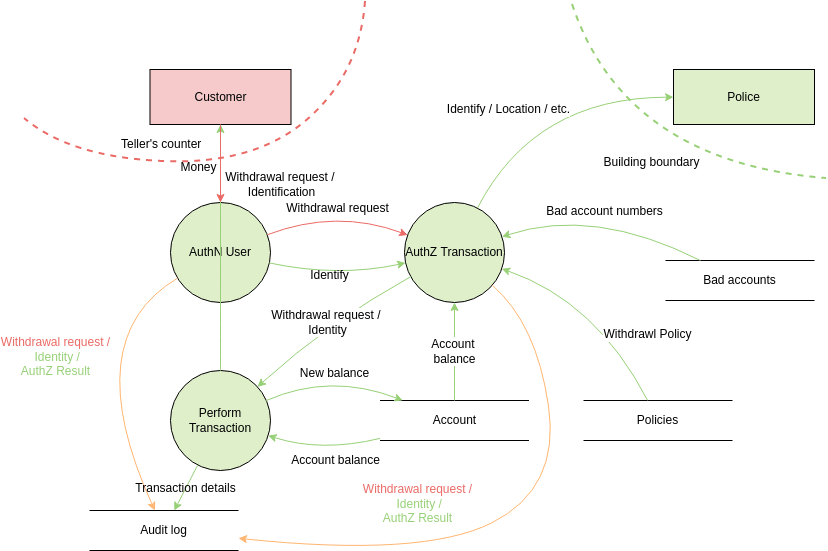 Customer
Police
Identify / Location / etc.
Teller's counter
Money
Building boundary
Withdrawal request /
Identification
Withdrawal request
Bad account numbers
AuthN User
AuthZ Transaction
Identify
Bad accounts
Withdrawal request /
Identity
Withdrawl Policy
Withdrawal request /
Identity /
AuthZ Result
Account
balance
New balance
Perform
Transaction
Account
Policies
Account balance
Transaction details
Withdrawal request /
Identity /
AuthZ Result
Audit log